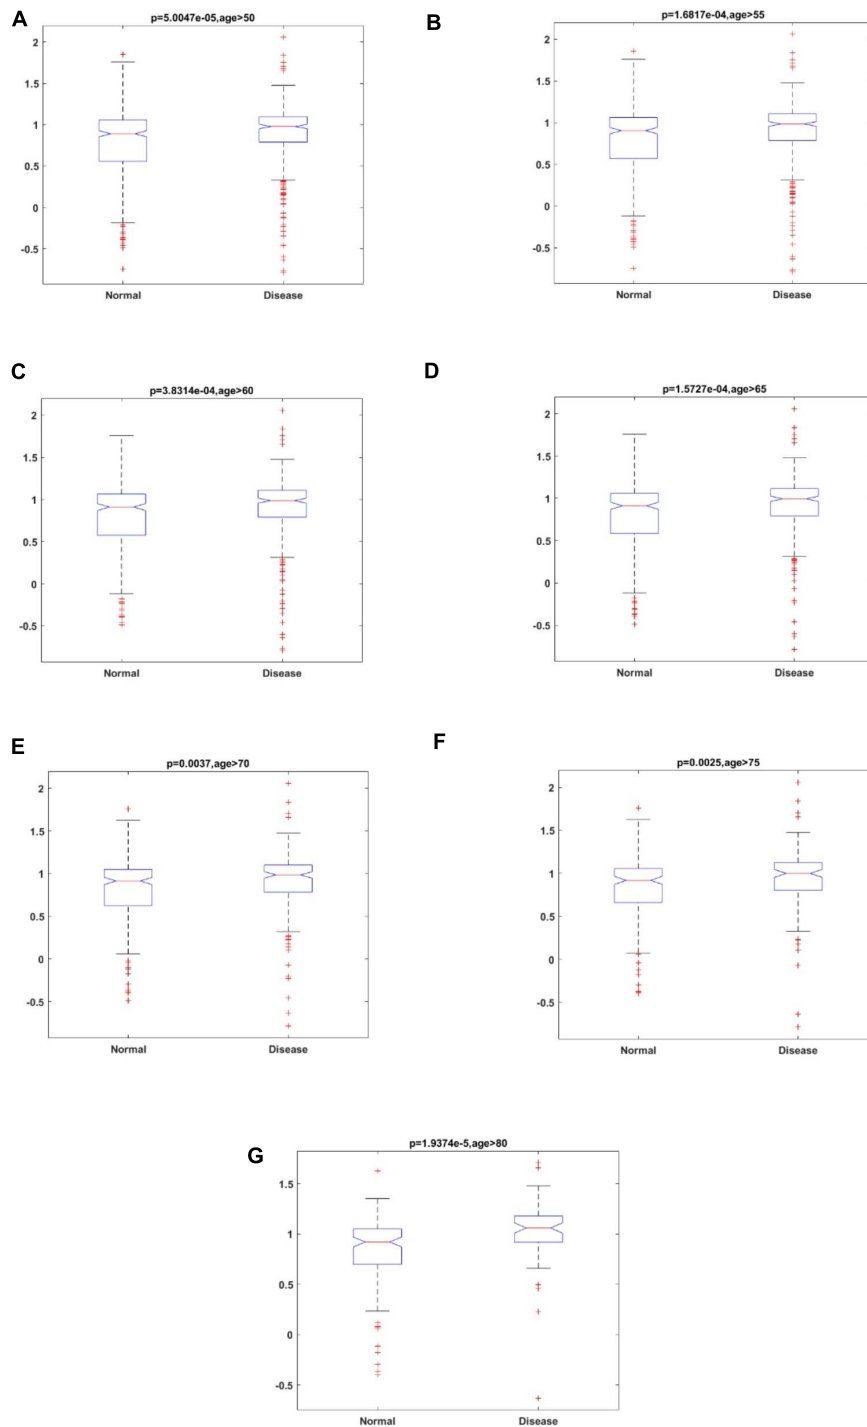 A
p=5.0047e-05,age>50
2
1.5
1
0.5
0
-0.5
Normal Disease
B
p=1.6817e-04,age>55
2
1.5
1
0.5
0
-0.5
Normal Disease
C
p=3.8314e-04,age>60
2
1.5
1
0.5
0
-0.5
Normal Disease
D
p=1.5727e-04,age>65
2
1.5
1
0.5
0
-0.5
Normal Disease
E
p=0.0037,age>70
2
1.5
1
0.5
0
-0.5
Normal Disease
F
p=0.0025,age>75
2
1.5
1
0.5
0
-0.5
Normal Disease
G
p=1.9374e-5,age>80
1.5
1
0.5
0
-0.5
Normal Disease